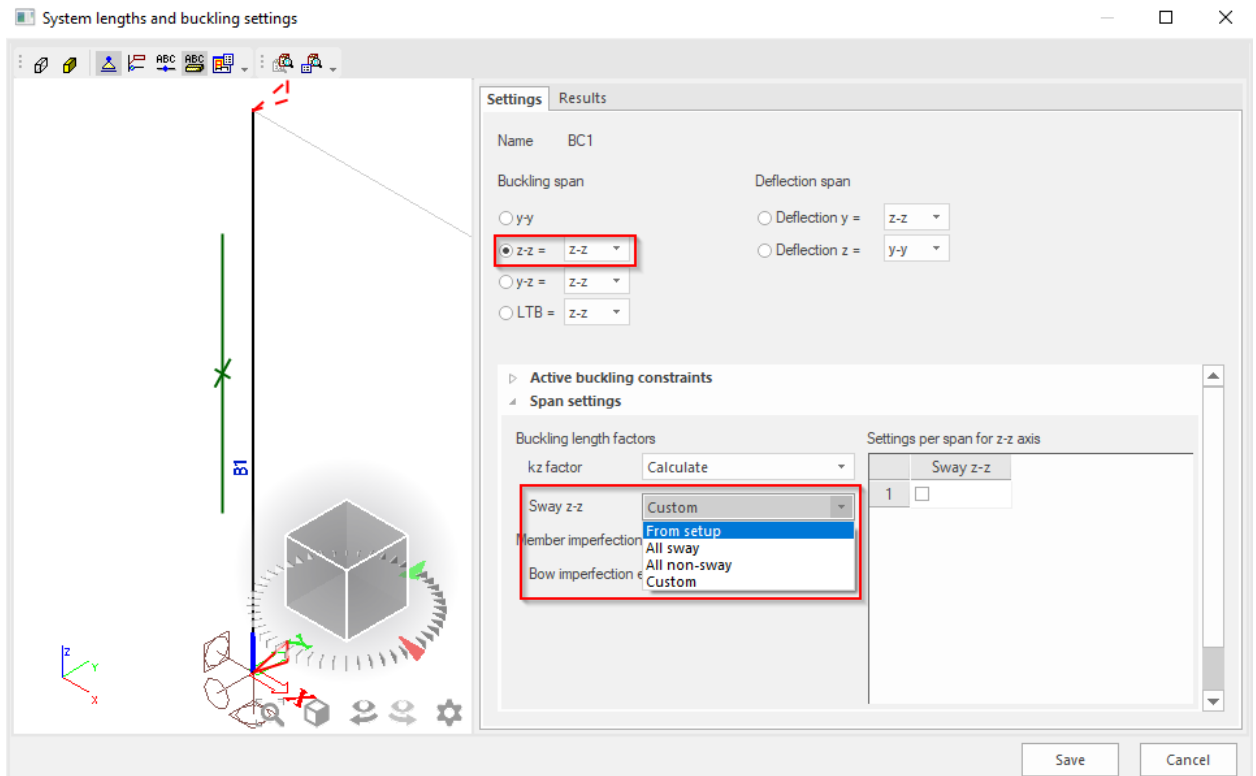 System lengths and buckling settings
ABC ABC
Settings Results
Name BC1
Buckling span Deflection span
y-y Deflection y = z-z
z-z = z-z Deflection z = y-y
y-z = z-z
LTB = z-z
Active buckling constraints
Span settings
Buckling length factors Settings per span for z-z axis
kz factor Calculate Sway z-z
Sway z-z Custom 1
From setup
Member imperfection All sway
All non-sway
Bow imperfection e Custom
B1
z
Y
x
Y
X
Save Cancel